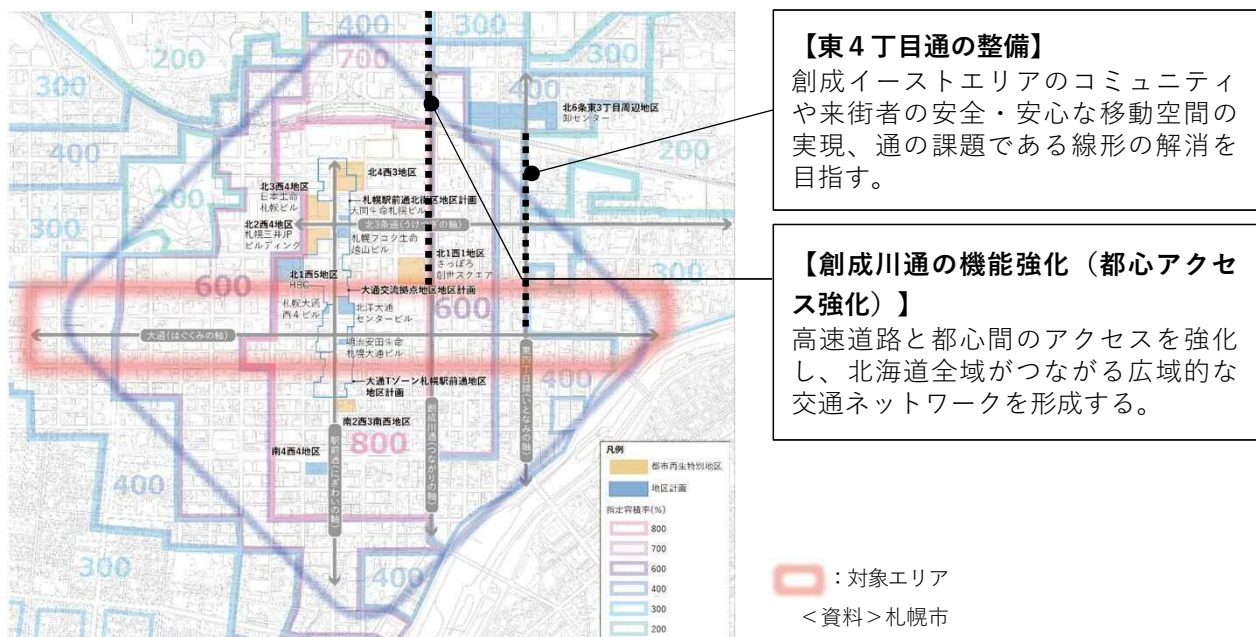 400
300
200
700
300
300
400
北6条東3丁目周辺地区
卸センター
400
200
200
北4西3地区
北3西4地区
日本生命
札幌ビル
札幌駅前通北街区地区計画
大同生命札幌ビル
北3条通(うけつぎの軸)
300
北2西4地区
札幌三井JP
ビルディング
札幌フコク生命
越山ビル
北1西1地区
さっぽろ
創世スクエア
北1西5地区
HBC
300
600
大通交流拠点地区地区計画
600
札幌大通
西4ビル
北洋大通
センタービル
大通(はぐくみの軸)
明治安田生命
札幌大通ビル
400
大通Tゾーン札幌駅前通地区
地区計画
南2西3南西地区
800
南4西4地区
駅前通(にぎわいの軸)
創成川通(つながりの軸)
東4丁目線(いとなみの軸)
400
300
400
凡例
都市再生特別地区
地区計画
指定容積率(%)
800
700
600
400
300
200
【東4丁目通の整備】
創成イーストエリアのコミュニティ
や来街者の安全・安心な移動空間の
実現、通の課題である線形の解消を
目指す。
【創成川通の機能強化（都心アクセ
ス強化）】
高速道路と都心間のアクセスを強化
し、北海道全域がつながる広域的な
交通ネットワークを形成する。
：対象エリア
＜資料＞札幌市